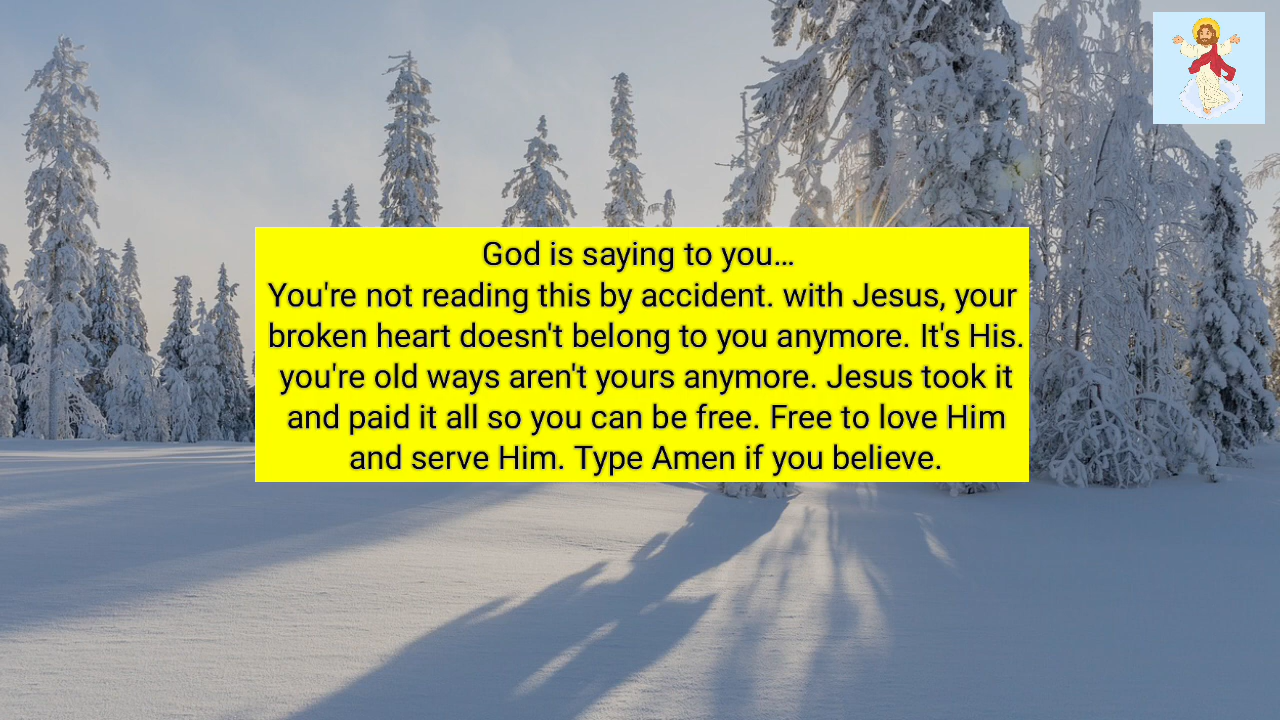 God is saying to you…
You're not reading this by accident. with Jesus, your
broken heart doesn't belong to you anymore. It's His.
you're old ways aren't yours anymore. Jesus took it
and paid it all so you can be free. Free to love Him
and serve Him. Type Amen if you believe.